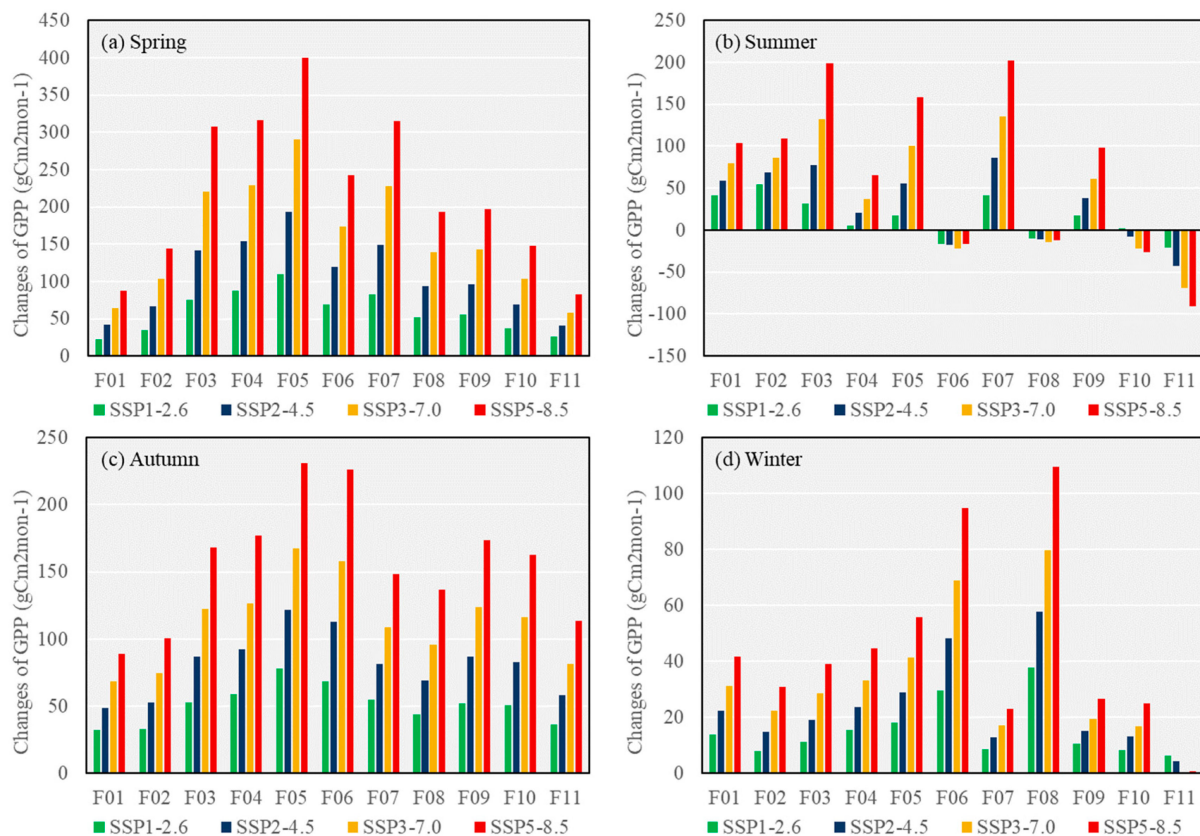 Changes of GPP (gCm2mon-1)
450
400
350
300
250
200
150
100
50
0
(a) Spring
F01 F02 F03 F04 F05 F06 F07 F08 F09 F10 F11
SSP1-2.6 SSP2-4.5 SSP3-7.0 SSP5-8.5
Changes of GPP (gCm2mon-1)
250
200
150
100
50
0
-50
-100
-150
(b) Summer
F01 F02 F03 F04 F05 F06 F07 F08 F09 F10 F11
SSP1-2.6 SSP2-4.5 SSP3-7.0 SSP5-8.5
Changes of GPP (gCm2mon-1)
250
200
150
100
50
0
(c) Autumn
F01 F02 F03 F04 F05 F06 F07 F08 F09 F10 F11
SSP1-2.6 SSP2-4.5 SSP3-7.0 SSP5-8.5
Changes of GPP (gCm2mon-1)
120
100
80
60
40
20
0
(d) Winter
F01 F02 F03 F04 F05 F06 F07 F08 F09 F10 F11
SSP1-2.6 SSP2-4.5 SSP3-7.0 SSP5-8.5